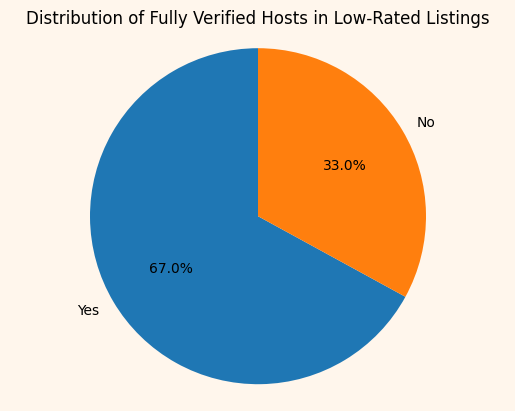 Distribution of Fully Verified Hosts in Low-Rated Listings
No
33.0%
67.0%
Yes